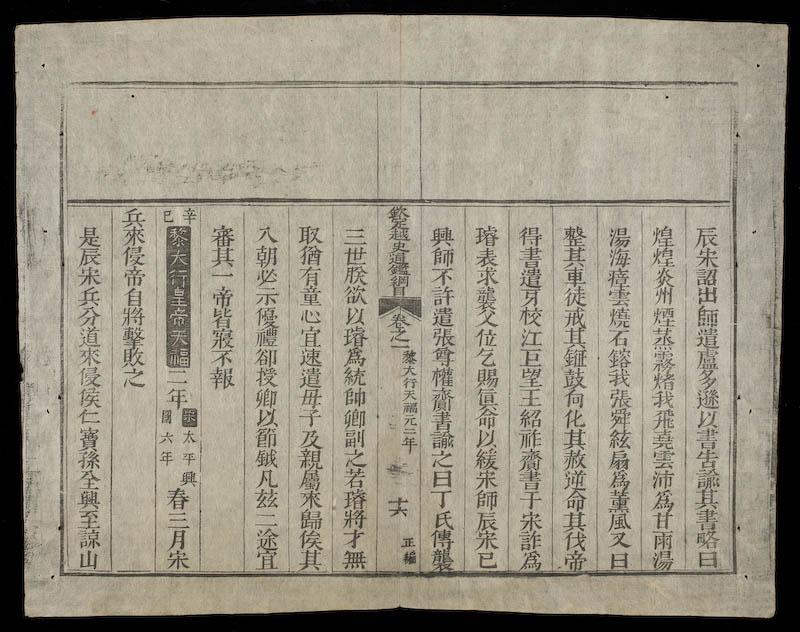 辰宋詔出師遣盧多遜以書告諭其書略曰
煌煌炎州煙蒸霧煮我飛堯雲沛為甘雨湯
湯海瘴雲燒石鎔我張舜絃扇為薰風又曰
整其車徒戒其鉦鼓向化其赦逆命其伐帝
得書遣牙校江巨望王紹祚齎書于宋詐為
璿表求襲父位乞賜真命以緩宋師辰宋已
興師不許遣張尊權齎書諭之曰丁氏傳襲
欽定越史通鑑綱目 卷之一 黎大行天福元二年 十六 正編
三世朕欲以璿為統帥卿副之若璿將才無
取猶有童心宜速遣母子及親屬來歸俟其
入朝必示優禮卻授卿以節鉞凡茲二途宜
審其一帝皆寢不報
辛巳 黎大行皇帝天福二年 宋太平興國六年 春三月宋
兵來侵帝自將擊敗之
是辰宋兵分道來侵侯仁寶孫全興至諒山